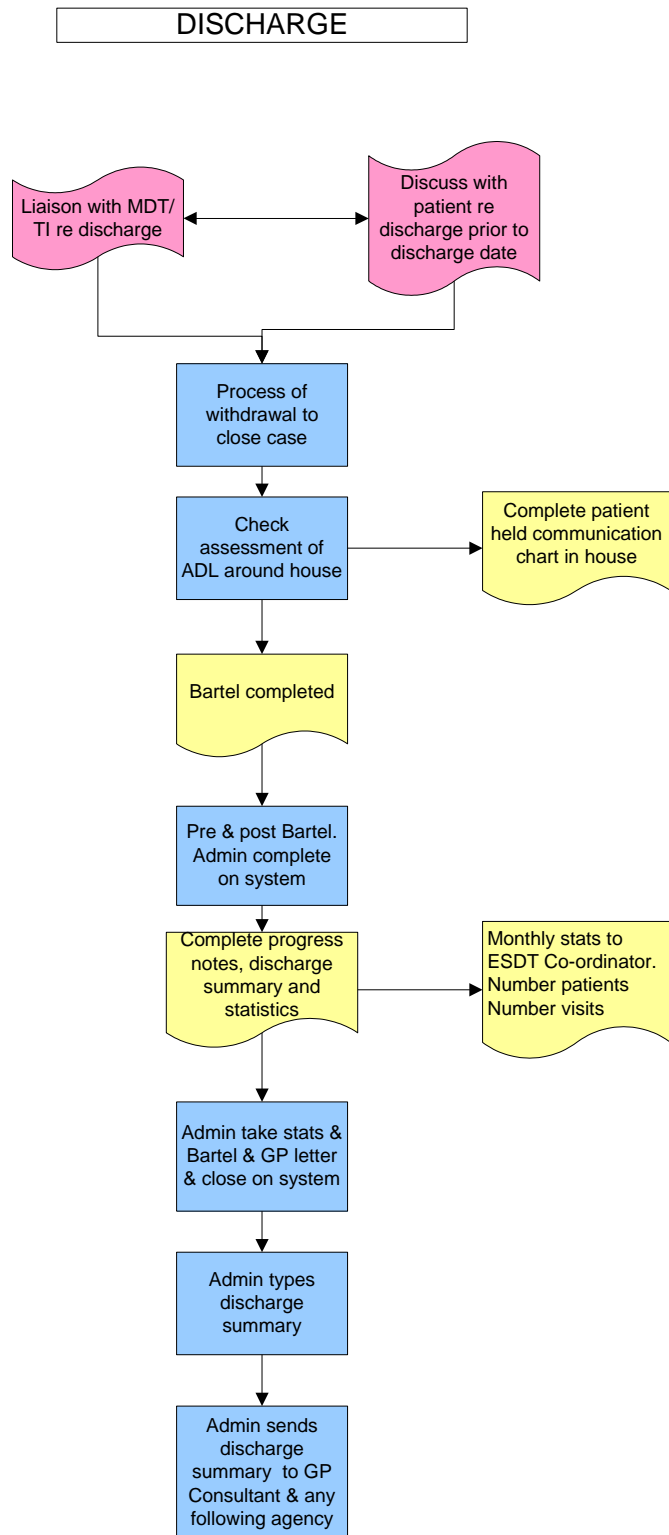 DISCHARGE
Liaison with MDT/
TI re discharge
Discuss with
patient re
discharge prior to
discharge date
Process of
withdrawal to
close case
Check
assessment of
ADL around house
Complete patient
held communication
chart in house
Bartel completed
Pre & post Bartel.
Admin complete
on system
Complete progress
notes, discharge
summary and
statistics
Monthly stats to
ESDT Co-ordinator.
Number patients
Number visits
Admin take stats &
Bartel & GP letter
& close on system
Admin types
discharge
summary
Admin sends
discharge
summary to GP
Consultant & any
following agency